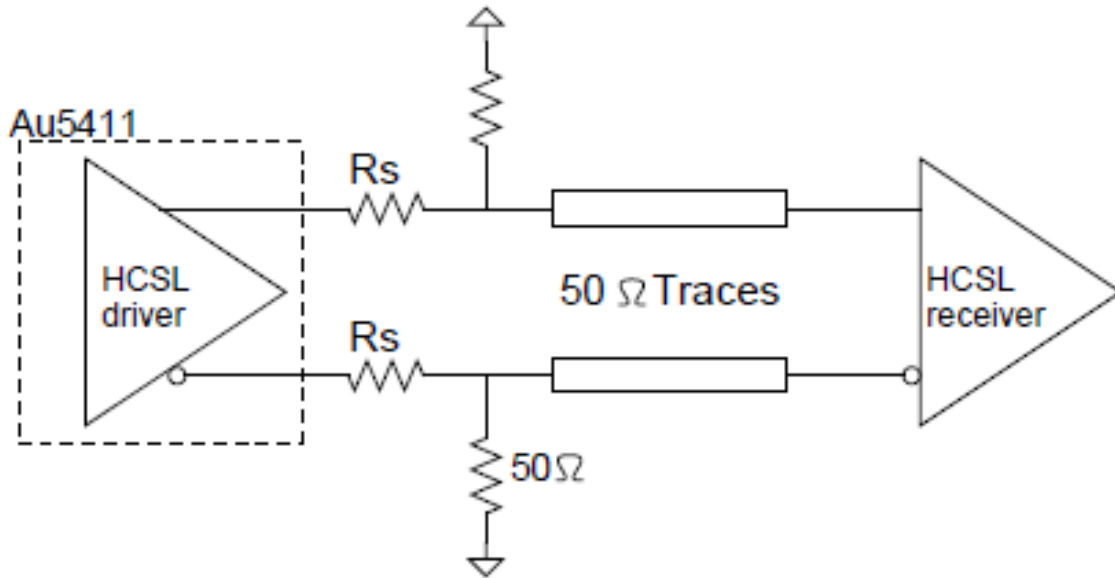 Au5411
Rs
HCSL
driver
50 Ω Traces
HCSL
receiver
Rs
50Ω